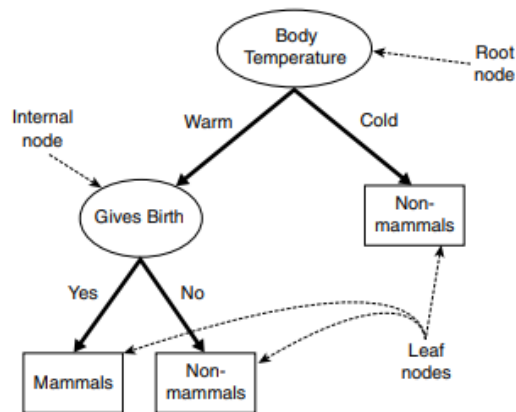 Body
Temperature
Root
node
Internal
node
Warm
Cold
Gives Birth
Non-
mammals
Yes
No
Mammals
Non-
mammals
Leaf
nodes